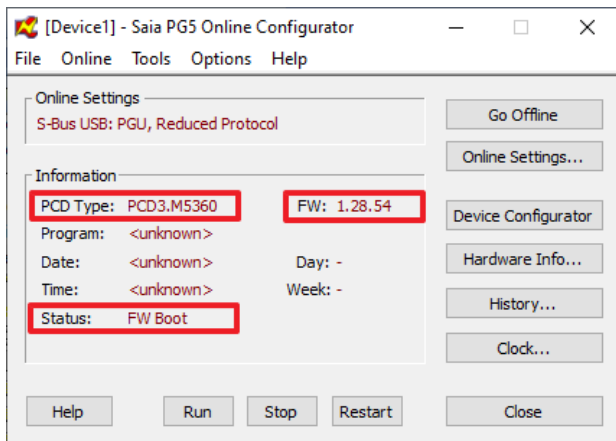 [Device1] - Saia PG5 Online Configurator
File Online Tools Options Help
Online Settings
S-Bus USB: PGU, Reduced Protocol
Go Offline
Online Settings...
Information
PCD Type: PCD3.M5360 FW: 1.28.54
Device Configurator
Program: <unknown>
Date: <unknown> Day: -
Hardware Info...
Time: <unknown> Week: -
History...
Status: FW Boot
Clock...
Help Run Stop Restart Close